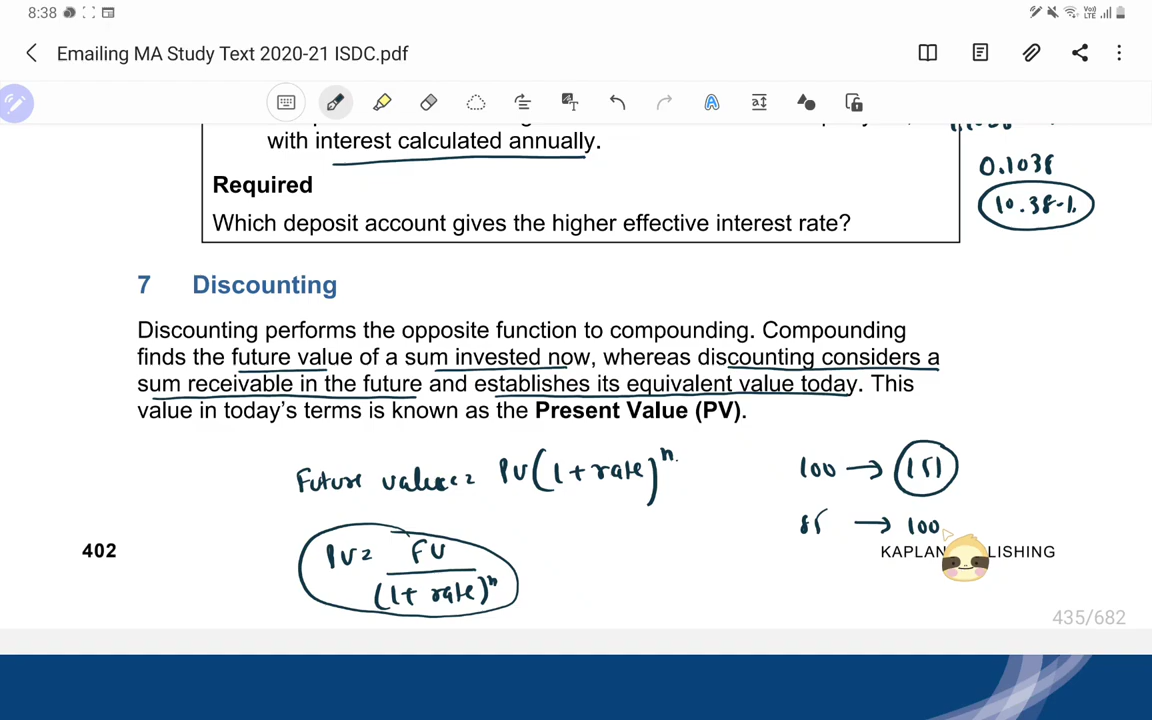 8:38
Emailing MA Study Text 2020-21 ISDC.pdf
with interest calculated annually.
0.1038
Required
10.38-1.
Which deposit account gives the higher effective interest rate?
7 Discounting
Discounting performs the opposite function to compounding. Compounding
finds the future value of a sum invested now, whereas discounting considers a
sum receivable in the future and establishes its equivalent value today. This
value in today's terms is known as the Present Value (PV).
Future value = PV(1+rate)^n.
100 → 151
85 → 100
402
PV = FV
(1+ rate)^n
KAPLAN LISHING
435/682